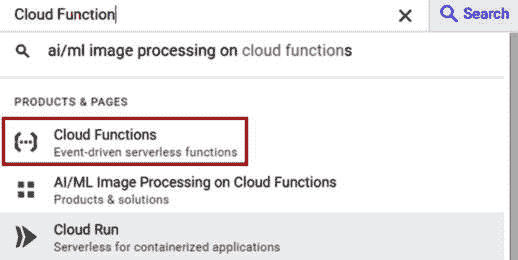 Cloud Function
Search
ai/ml image processing on cloud functions
PRODUCTS & PAGES
Cloud Functions
Event-driven serverless functions
AI/ML Image Processing on Cloud Functions
Products & solutions
Cloud Run
Serverless for containerized applications